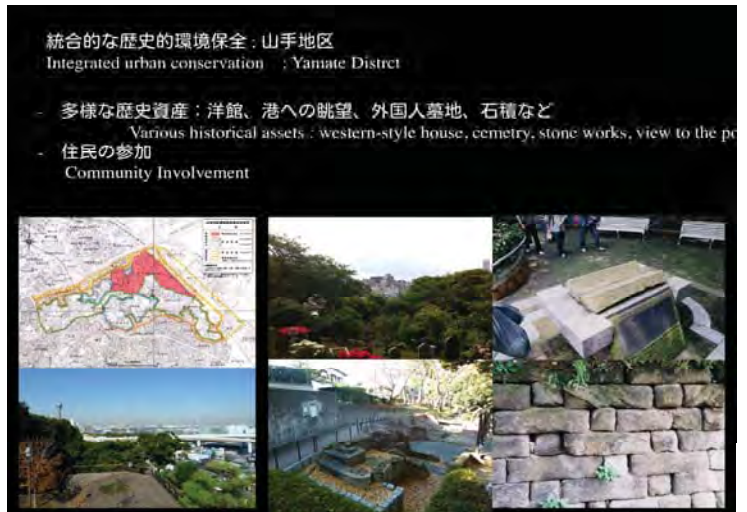 統合的な歴史的環境保全 : 山手地区
Integrated urban conservation : Yamate Distrct
- 多様な歴史資産：洋館、港への眺望、外国人墓地、石積など
Various historical assets : western-style house, cemetry, stone works, view to the po
- 住民の参加
Community Involvement